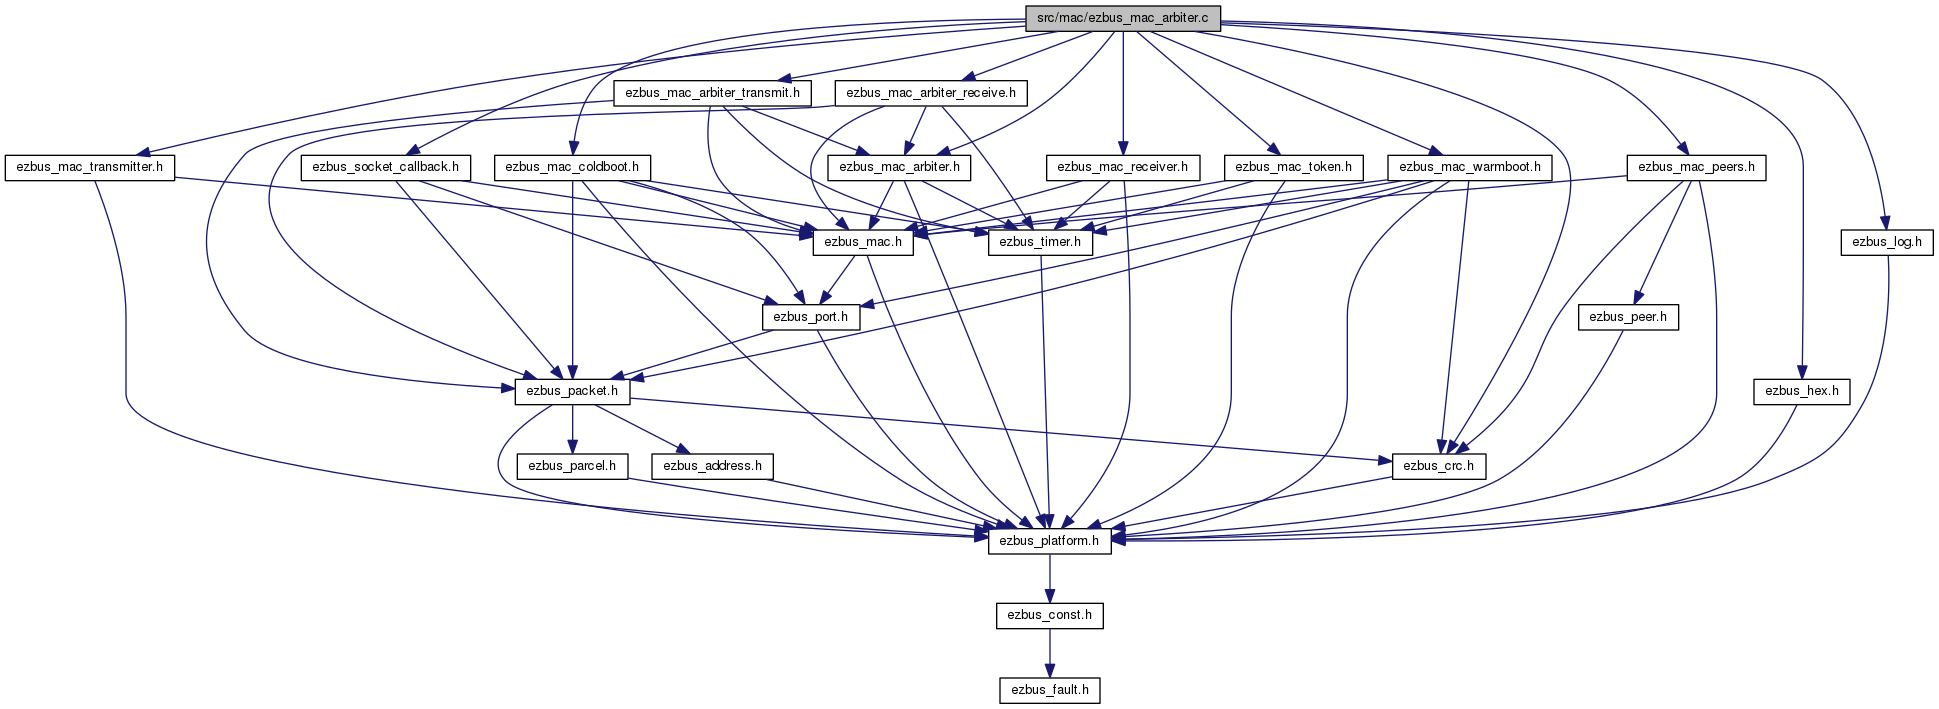 src/mac/ezbus_mac_arbiter.c
ezbus_mac_arbiter_transmit.h
ezbus_mac_arbiter_receive.h
ezbus_mac_transmitter.h
ezbus_socket_callback.h
ezbus_mac_coldboot.h
ezbus_mac_arbiter.h
ezbus_mac_receiver.h
ezbus_mac_token.h
ezbus_mac_warmboot.h
ezbus_mac_peers.h
ezbus_mac.h
ezbus_timer.h
ezbus_log.h
ezbus_port.h
ezbus_peer.h
ezbus_packet.h
ezbus_hex.h
ezbus_parcel.h
ezbus_address.h
ezbus_crc.h
ezbus_platform.h
ezbus_const.h
ezbus_fault.h